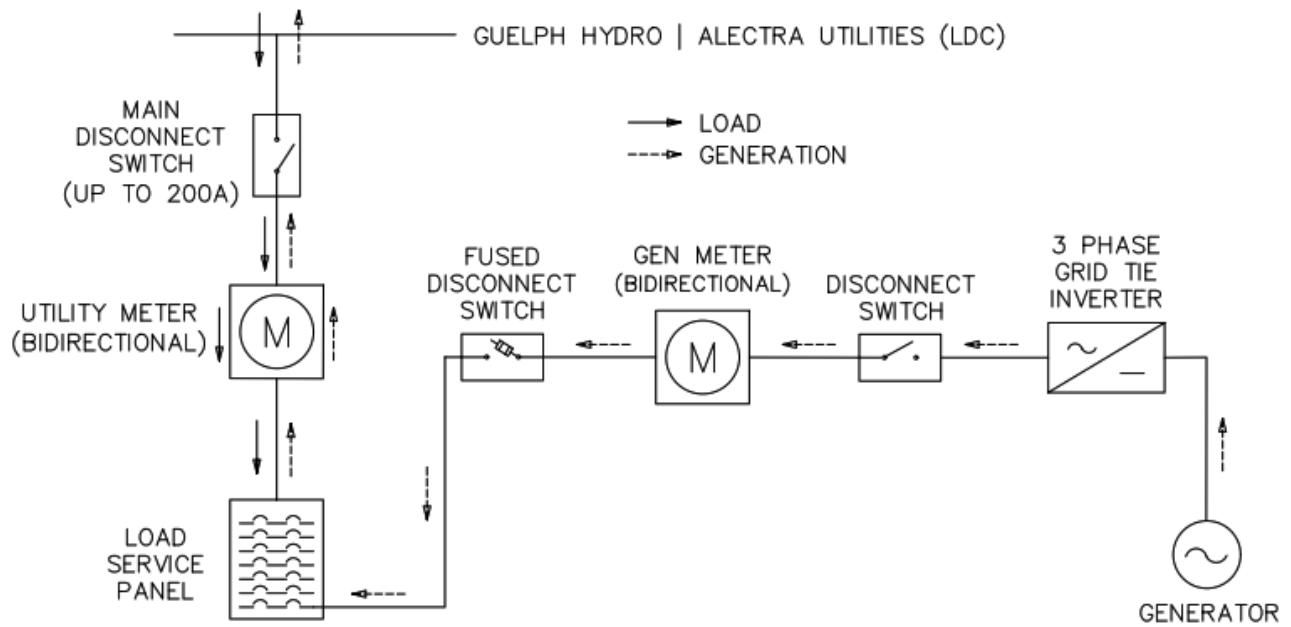 GUELPH HYDRO | ALECTRA UTILITIES (LDC)
MAIN
DISCONNECT
SWITCH
(UP TO 200A)
LOAD
GENERATION
UTILITY METER
(BIDIRECTIONAL)
M
FUSED
DISCONNECT
SWITCH
GEN METER
(BIDIRECTIONAL)
M
DISCONNECT
SWITCH
3 PHASE
GRID TIE
INVERTER
LOAD
SERVICE
PANEL
GENERATOR